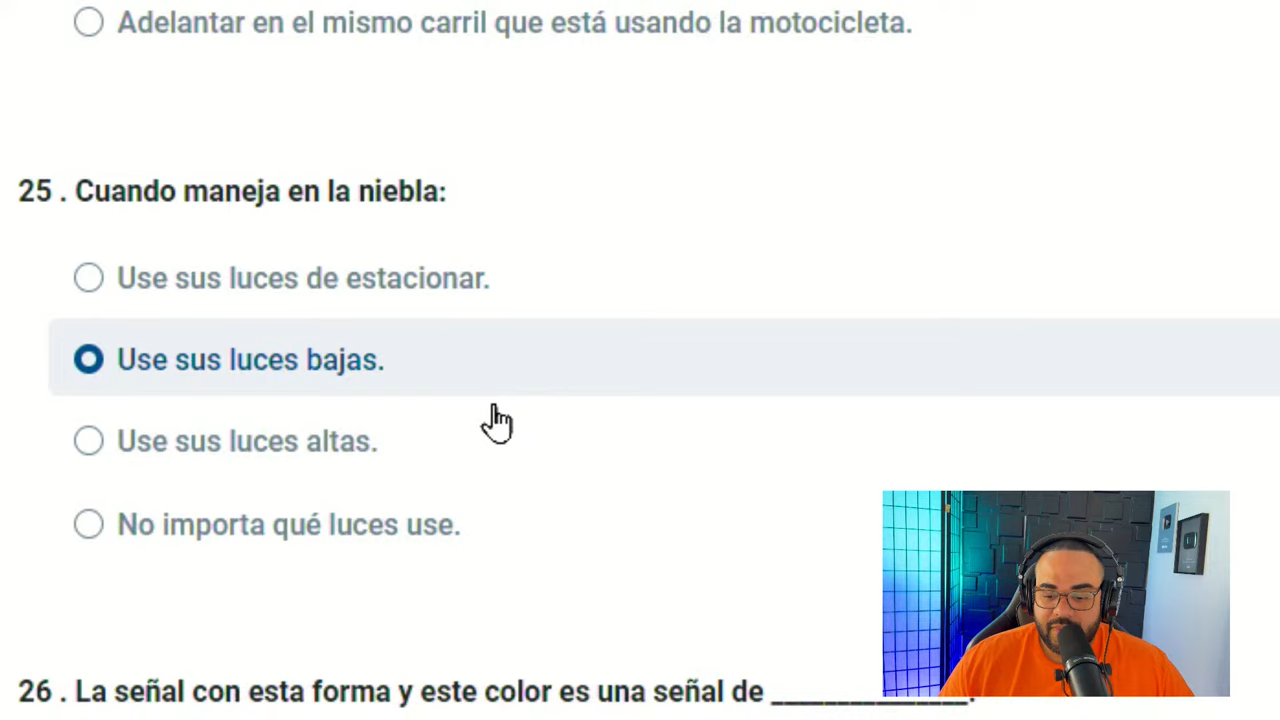 Adelantar en el mismo carril que está usando la motocicleta.
25 . Cuando maneja en la niebla:
Use sus luces de estacionar.
Use sus luces bajas.
Use sus luces altas.
No importa qué luces use.
26 . La señal con esta forma y este color es una señal de _______________.